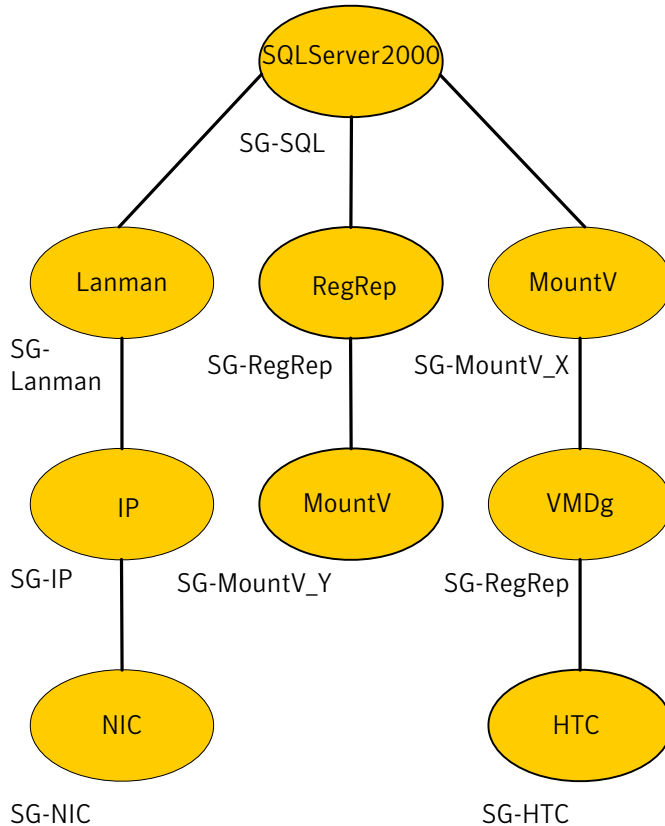 SQLServer2000
SG-SQL
Lanman
RegRep
MountV
SG-
Lanman
SG-RegRep
SG-MountV_X
IP
MountV
VMDg
SG-IP
SG-MountV_Y
SG-RegRep
NIC
HTC
SG-NIC
SG-HTC